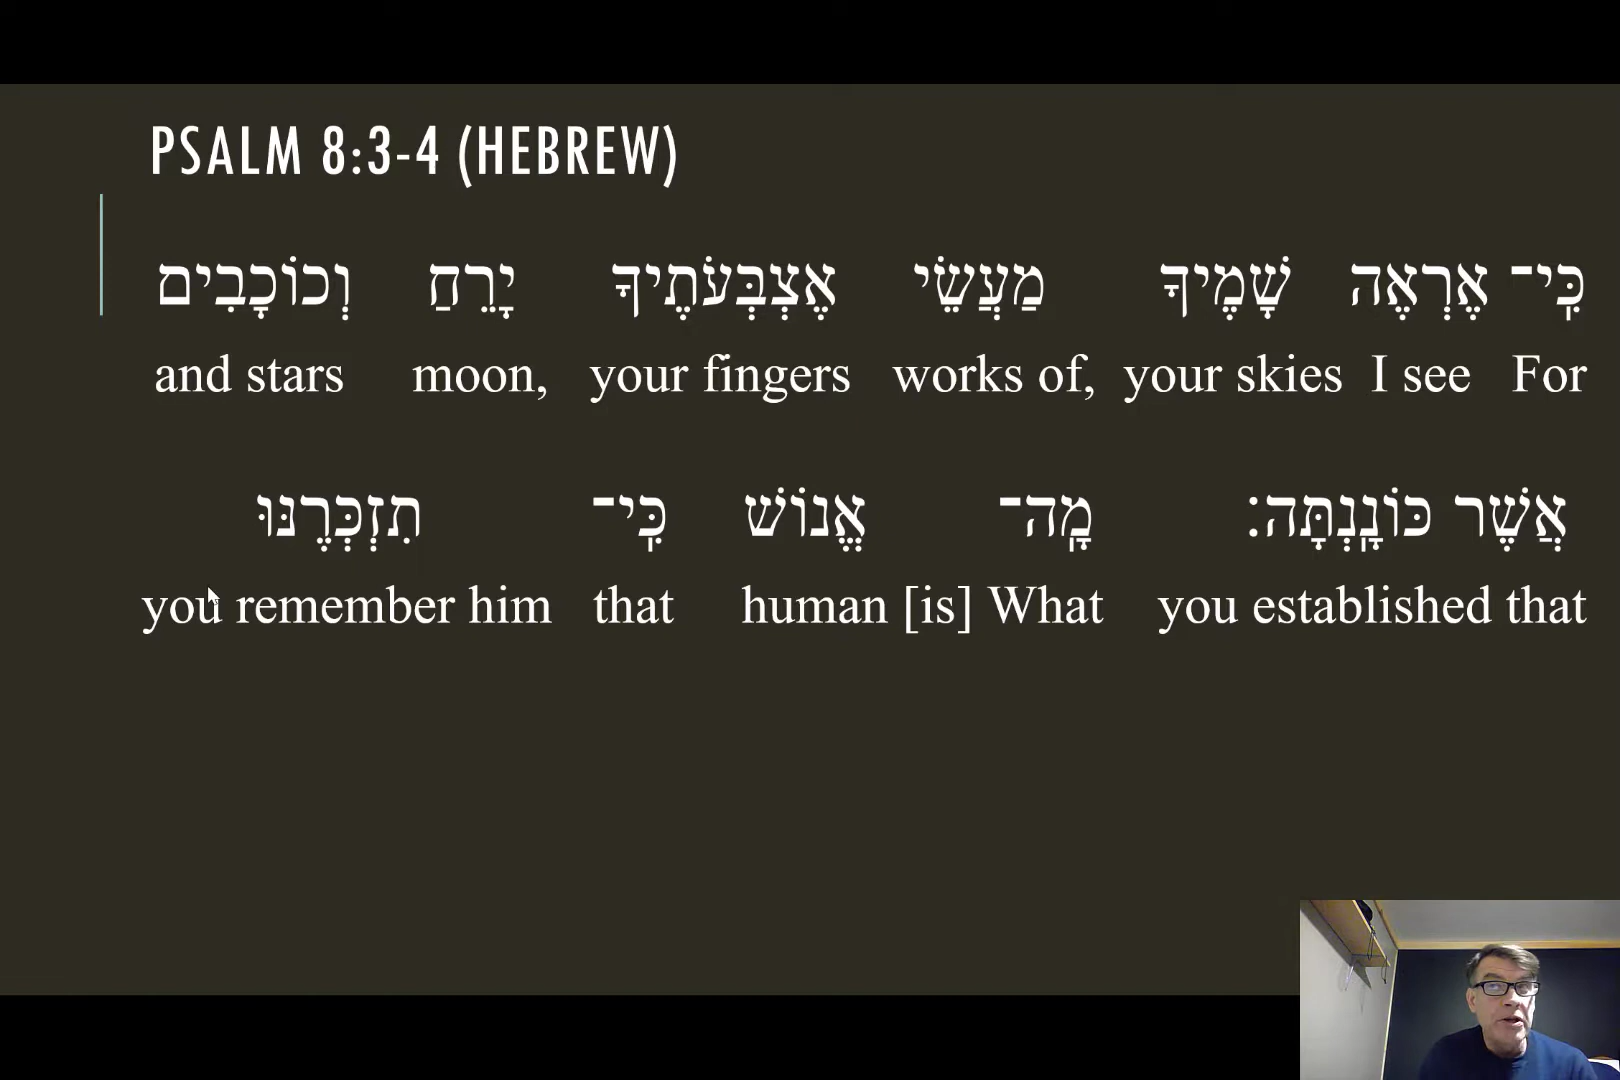 PSALM 8:3-4 (HEBREW)
כִּֽי־ אֶרְאֶה שָׁמֶיךָ מַעֲשֵׂי אֶצְבְּעֹתֶיךָ יָרֵחַ וְכוֹכָבִים
and stars moon, your fingers works of, your skies I see For
אֲשֶׁר כּוֹנָֽנְתָּה׃ מָֽה־ אֱנוֹשׁ כִּֽי־ תִזְכְּרֶנּוּ
you remember him that human [is] What you established that